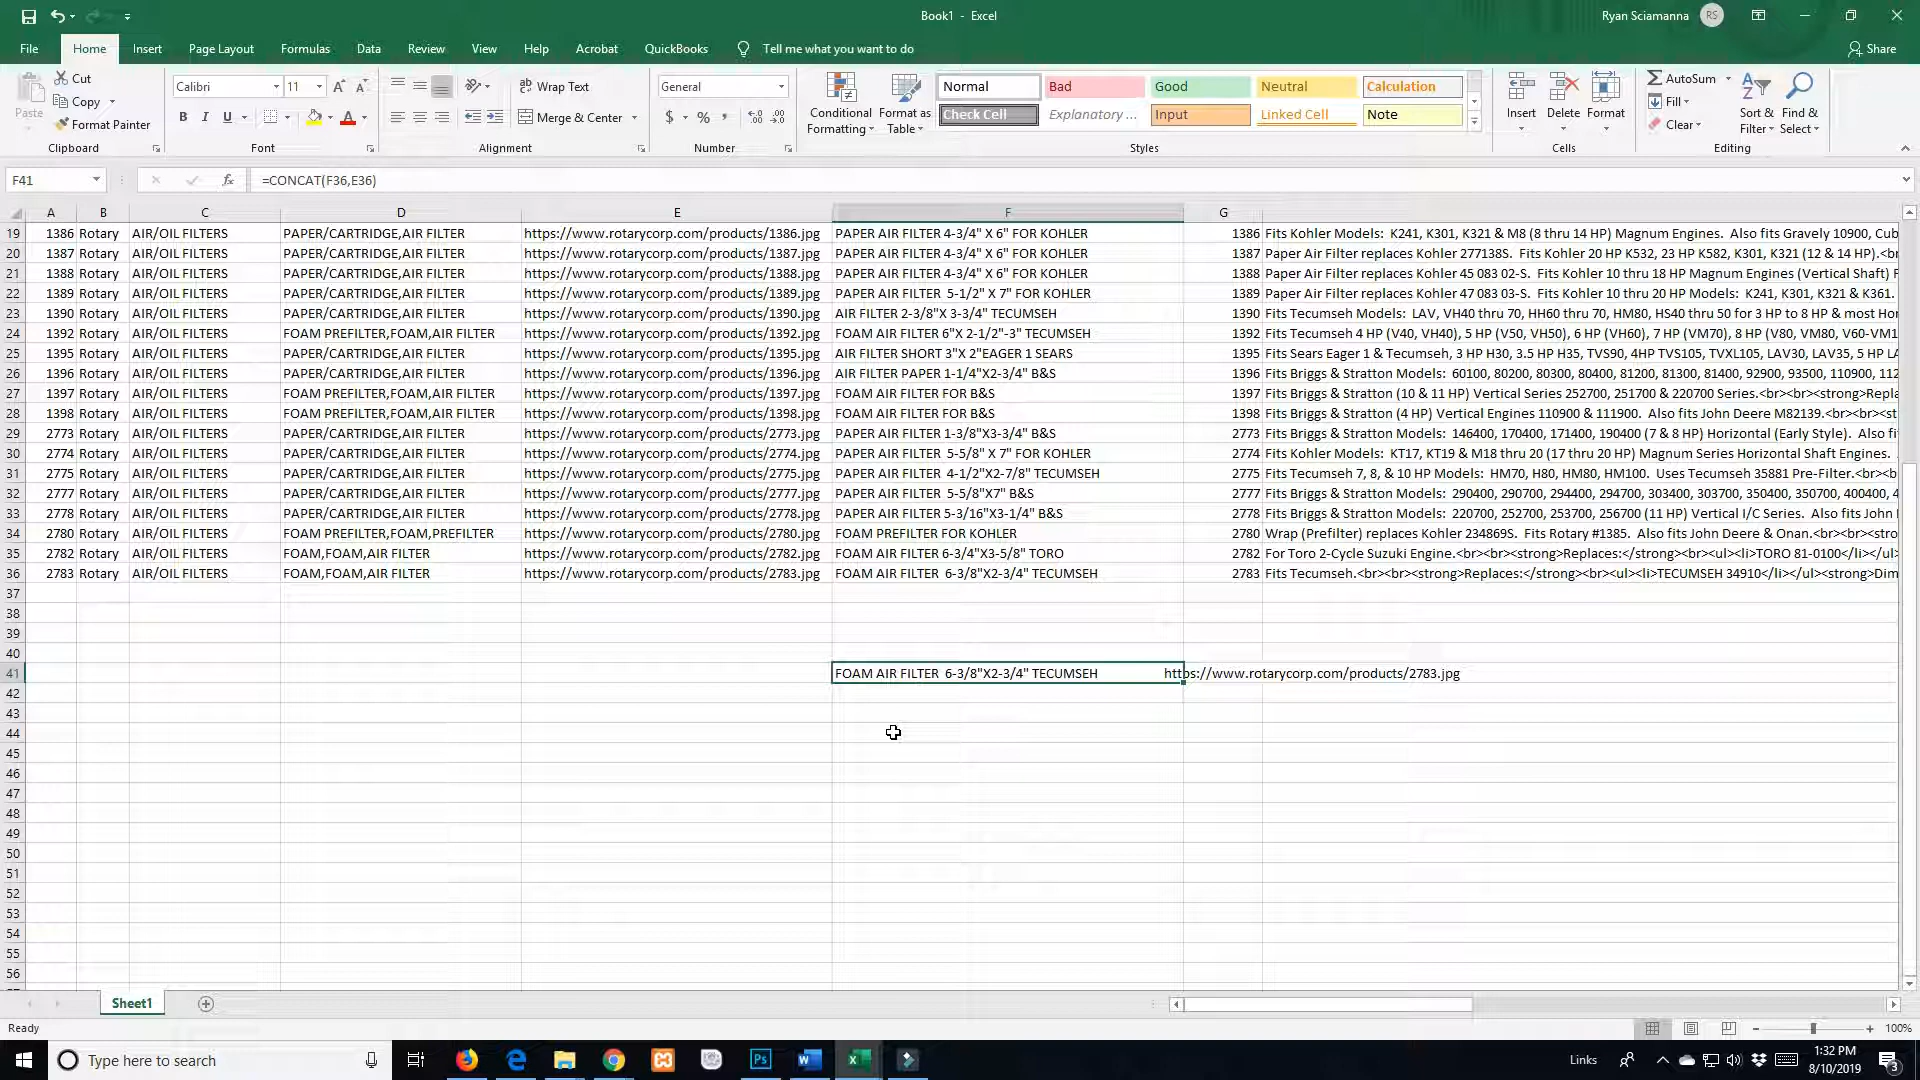 Book1 - Excel
Ryan Sciamanna RS
File Home Insert Page Layout Formulas Data Review View Help Acrobat QuickBooks Tell me what you want to do Share
Paste Cut Copy Format Painter Clipboard
Calibri 11 A A B I U A Font
ab Wrap Text Merge & Center Alignment
General $ % , Number
Conditional Formatting Format as Table
Normal Bad Good Neutral Calculation
Check Cell Explanatory ... Input Linked Cell Note
Styles
Insert Delete Format Cells
AutoSum Fill Clear Sort & Filter Find & Select Editing
F41 fx =CONCAT(F36,E36)
A B C D E F G
19 1386 Rotary AIR/OIL FILTERS PAPER/CARTRIDGE,AIR FILTER https://www.rotarycorp.com/products/1386.jpg PAPER AIR FILTER 4-3/4" X 6" FOR KOHLER 1386 Fits Kohler Models: K241, K301, K321 & M8 (8 thru 14 HP) Magnum Engines. Also fits Gravely 10900, Cub
20 1387 Rotary AIR/OIL FILTERS PAPER/CARTRIDGE,AIR FILTER https://www.rotarycorp.com/products/1387.jpg PAPER AIR FILTER 4-3/4" X 6" FOR KOHLER 1387 Paper Air Filter replaces Kohler 277138S. Fits Kohler 20 HP K532, 23 HP K582, K301, K321 (12 & 14 HP).<br
21 1388 Rotary AIR/OIL FILTERS PAPER/CARTRIDGE,AIR FILTER https://www.rotarycorp.com/products/1388.jpg PAPER AIR FILTER 4-3/4" X 6" FOR KOHLER 1388 Paper Air Filter replaces Kohler 45 083 02-S. Fits Kohler 10 thru 18 HP Magnum Engines (Vertical Shaft) F
22 1389 Rotary AIR/OIL FILTERS PAPER/CARTRIDGE,AIR FILTER https://www.rotarycorp.com/products/1389.jpg PAPER AIR FILTER 5-1/2" X 7" FOR KOHLER 1389 Paper Air Filter replaces Kohler 47 083 03-S. Fits Kohler 10 thru 20 HP Models: K241, K301, K321 & K361.
23 1390 Rotary AIR/OIL FILTERS PAPER/CARTRIDGE,AIR FILTER https://www.rotarycorp.com/products/1390.jpg AIR FILTER 2-3/8"X 3-3/4" TECUMSEH 1390 Fits Tecumseh Models: LAV, VH40 thru 70, HH60 thru 70, HM80, HS40 thru 50 for 3 HP to 8 HP & most Hor
24 1392 Rotary AIR/OIL FILTERS FOAM PREFILTER,FOAM,AIR FILTER https://www.rotarycorp.com/products/1392.jpg FOAM AIR FILTER 6"X 2-1/2"-3" TECUMSEH 1392 Fits Tecumseh 4 HP (V40, VH40), 5 HP (V50, VH50), 6 HP (VH60), 7 HP (VM70), 8 HP (V80, VM80, V60-VM1
25 1395 Rotary AIR/OIL FILTERS PAPER/CARTRIDGE,AIR FILTER https://www.rotarycorp.com/products/1395.jpg AIR FILTER SHORT 3"X 2"EAGER 1 SEARS 1395 Fits Sears Eager 1 & Tecumseh, 3 HP H30, 3.5 HP H35, TVS90, 4HP TVS105, TVXL105, LAV30, LAV35, 5 HP LA
26 1396 Rotary AIR/OIL FILTERS PAPER/CARTRIDGE,AIR FILTER https://www.rotarycorp.com/products/1396.jpg AIR FILTER PAPER 1-1/4"X2-3/4" B&S 1396 Fits Briggs & Stratton Models: 60100, 80200, 80300, 80400, 81200, 81300, 81400, 92900, 93500, 110900, 112
27 1397 Rotary AIR/OIL FILTERS FOAM PREFILTER,FOAM,AIR FILTER https://www.rotarycorp.com/products/1397.jpg FOAM AIR FILTER FOR B&S 1397 Fits Briggs & Stratton (10 & 11 HP) Vertical Series 252700, 251700 & 220700 Series.<br><br><strong>Repla
28 1398 Rotary AIR/OIL FILTERS FOAM PREFILTER,FOAM,AIR FILTER https://www.rotarycorp.com/products/1398.jpg FOAM AIR FILTER FOR B&S 1398 Fits Briggs & Stratton (4 HP) Vertical Engines 110900 & 111900. Also fits John Deere M82139.<br><br><st
29 2773 Rotary AIR/OIL FILTERS PAPER/CARTRIDGE,AIR FILTER https://www.rotarycorp.com/products/2773.jpg PAPER AIR FILTER 1-3/8"X3-3/4" B&S 2773 Fits Briggs & Stratton Models: 146400, 170400, 171400, 190400 (7 & 8 HP) Horizontal (Early Style). Also fi
30 2774 Rotary AIR/OIL FILTERS PAPER/CARTRIDGE,AIR FILTER https://www.rotarycorp.com/products/2774.jpg PAPER AIR FILTER 5-5/8" X 7" FOR KOHLER 2774 Fits Kohler Models: KT17, KT19 & M18 thru 20 (17 thru 20 HP) Magnum Series Horizontal Shaft Engines.
31 2775 Rotary AIR/OIL FILTERS PAPER/CARTRIDGE,AIR FILTER https://www.rotarycorp.com/products/2775.jpg PAPER AIR FILTER 4-1/2"X2-7/8" TECUMSEH 2775 Fits Tecumseh 7, 8, & 10 HP Models: HM70, H80, HM80, HM100. Uses Tecumseh 35881 Pre-Filter.<br><b
32 2777 Rotary AIR/OIL FILTERS PAPER/CARTRIDGE,AIR FILTER https://www.rotarycorp.com/products/2777.jpg PAPER AIR FILTER 5-5/8"X7" B&S 2777 Fits Briggs & Stratton Models: 290400, 290700, 294400, 294700, 303400, 303700, 350400, 350700, 400400, 4
33 2778 Rotary AIR/OIL FILTERS PAPER/CARTRIDGE,AIR FILTER https://www.rotarycorp.com/products/2778.jpg PAPER AIR FILTER 5-3/16"X3-1/4" B&S 2778 Fits Briggs & Stratton Models: 220700, 252700, 253700, 256700 (11 HP) Vertical I/C Series. Also fits John
34 2780 Rotary AIR/OIL FILTERS FOAM PREFILTER,FOAM,PREFILTER https://www.rotarycorp.com/products/2780.jpg FOAM PREFILTER FOR KOHLER 2780 Wrap (Prefilter) replaces Kohler 234869S. Fits Rotary #1385. Also fits John Deere & Onan.<br><br><strong
35 2782 Rotary AIR/OIL FILTERS FOAM,FOAM,AIR FILTER https://www.rotarycorp.com/products/2782.jpg FOAM AIR FILTER 6-3/4"X3-5/8" TORO 2782 For Toro 2-Cycle Suzuki Engine.<br><br><strong>Replaces:</strong><br><ul><li>TORO 81-0100</li></ul>
36 2783 Rotary AIR/OIL FILTERS FOAM,FOAM,AIR FILTER https://www.rotarycorp.com/products/2783.jpg FOAM AIR FILTER 6-3/8"X2-3/4" TECUMSEH 2783 Fits Tecumseh.<br><br><strong>Replaces:</strong><br><ul><li>TECUMSEH 34910</li></ul><strong>Dim
37
38
39
40
41 FOAM AIR FILTER 6-3/8"X2-3/4" TECUMSEH https://www.rotarycorp.com/products/2783.jpg
42
43
44
45
46
47
48
49
50
51
52
53
54
55
56
Sheet1
Ready 100%
Type here to search Links 1:32 PM
8/10/2019 3